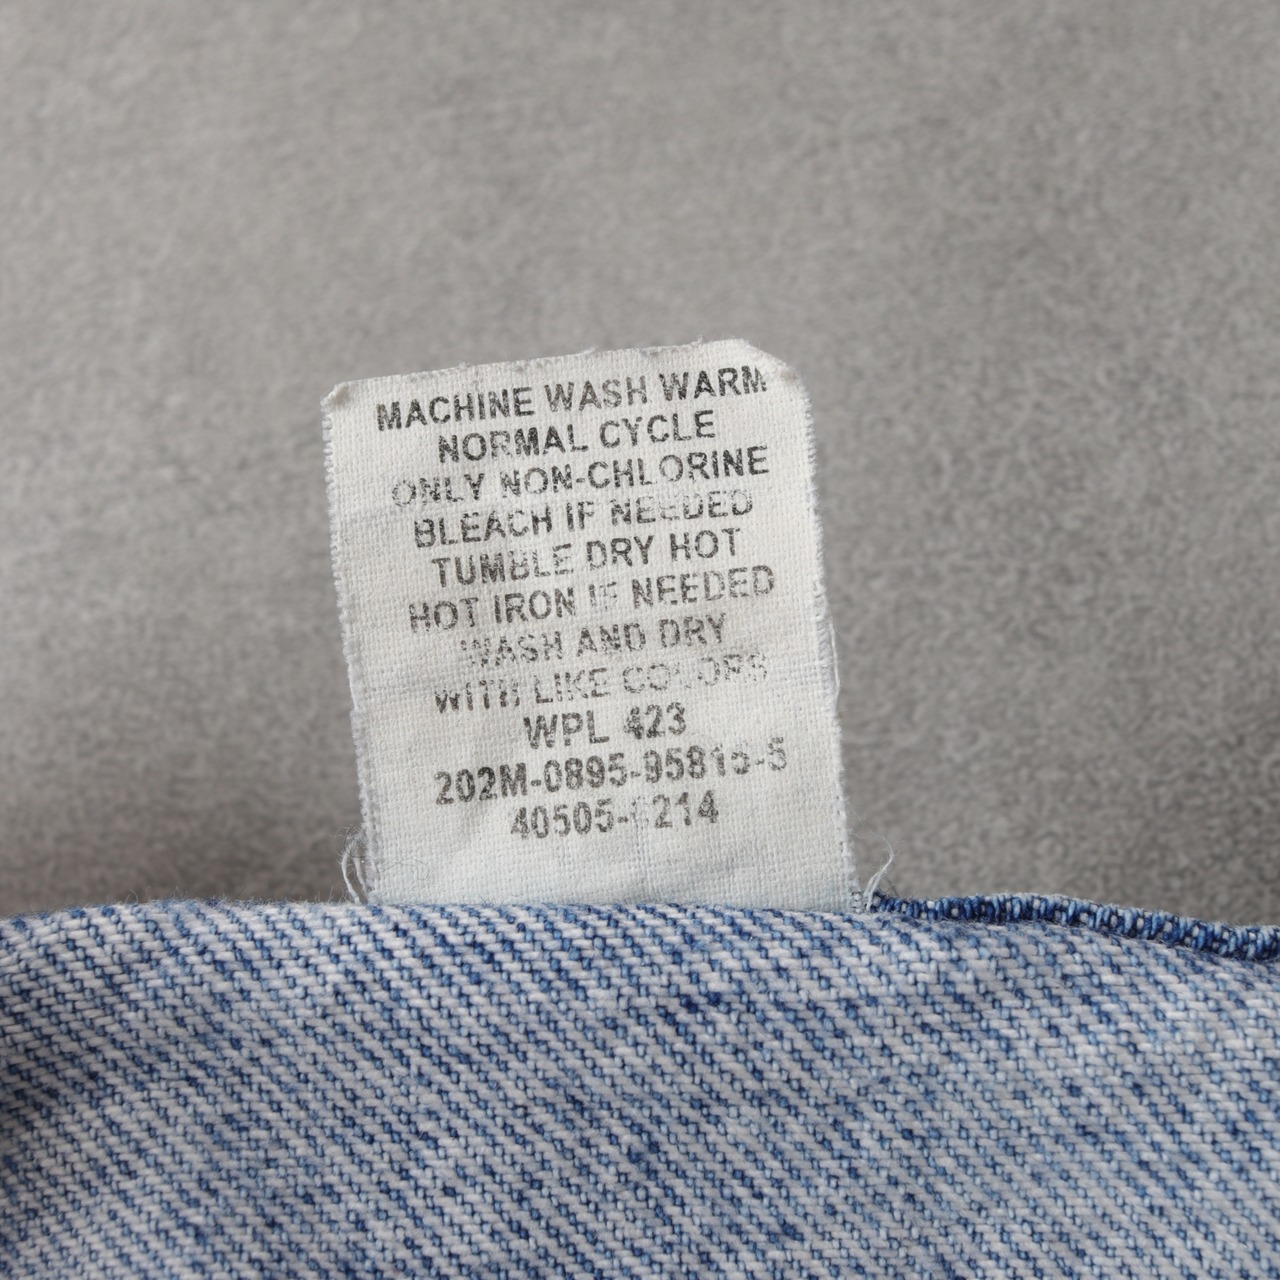 MACHINE WASH WARM
NORMAL CYCLE
ONLY NON-CHLORINE
BLEACH IF NEEDED
TUMBLE DRY HOT
HOT IRON IF NEEDED
WASH AND DRY
WITH LIKE COLORS
WPL 423